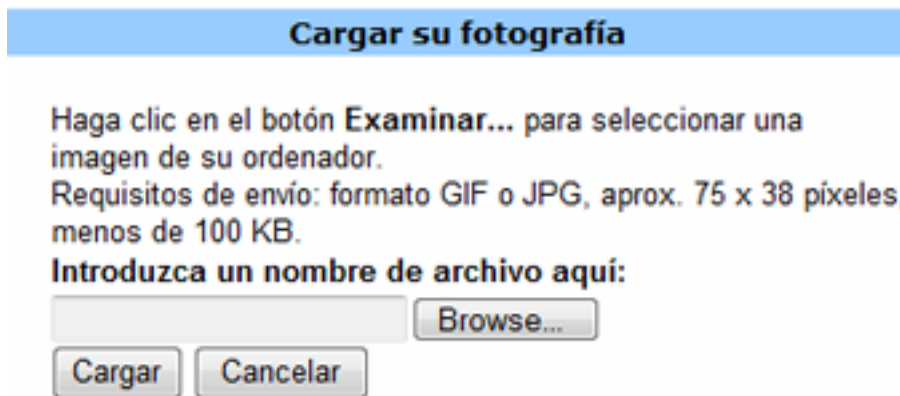 Cargar su fotografía
Haga clic en el botón Examinar... para seleccionar una
imagen de su ordenador.
Requisitos de envío: formato GIF o JPG, aprox. 75 x 38 píxeles,
menos de 100 KB.
Introduzca un nombre de archivo aquí:
Browse...
Cargar Cancelar